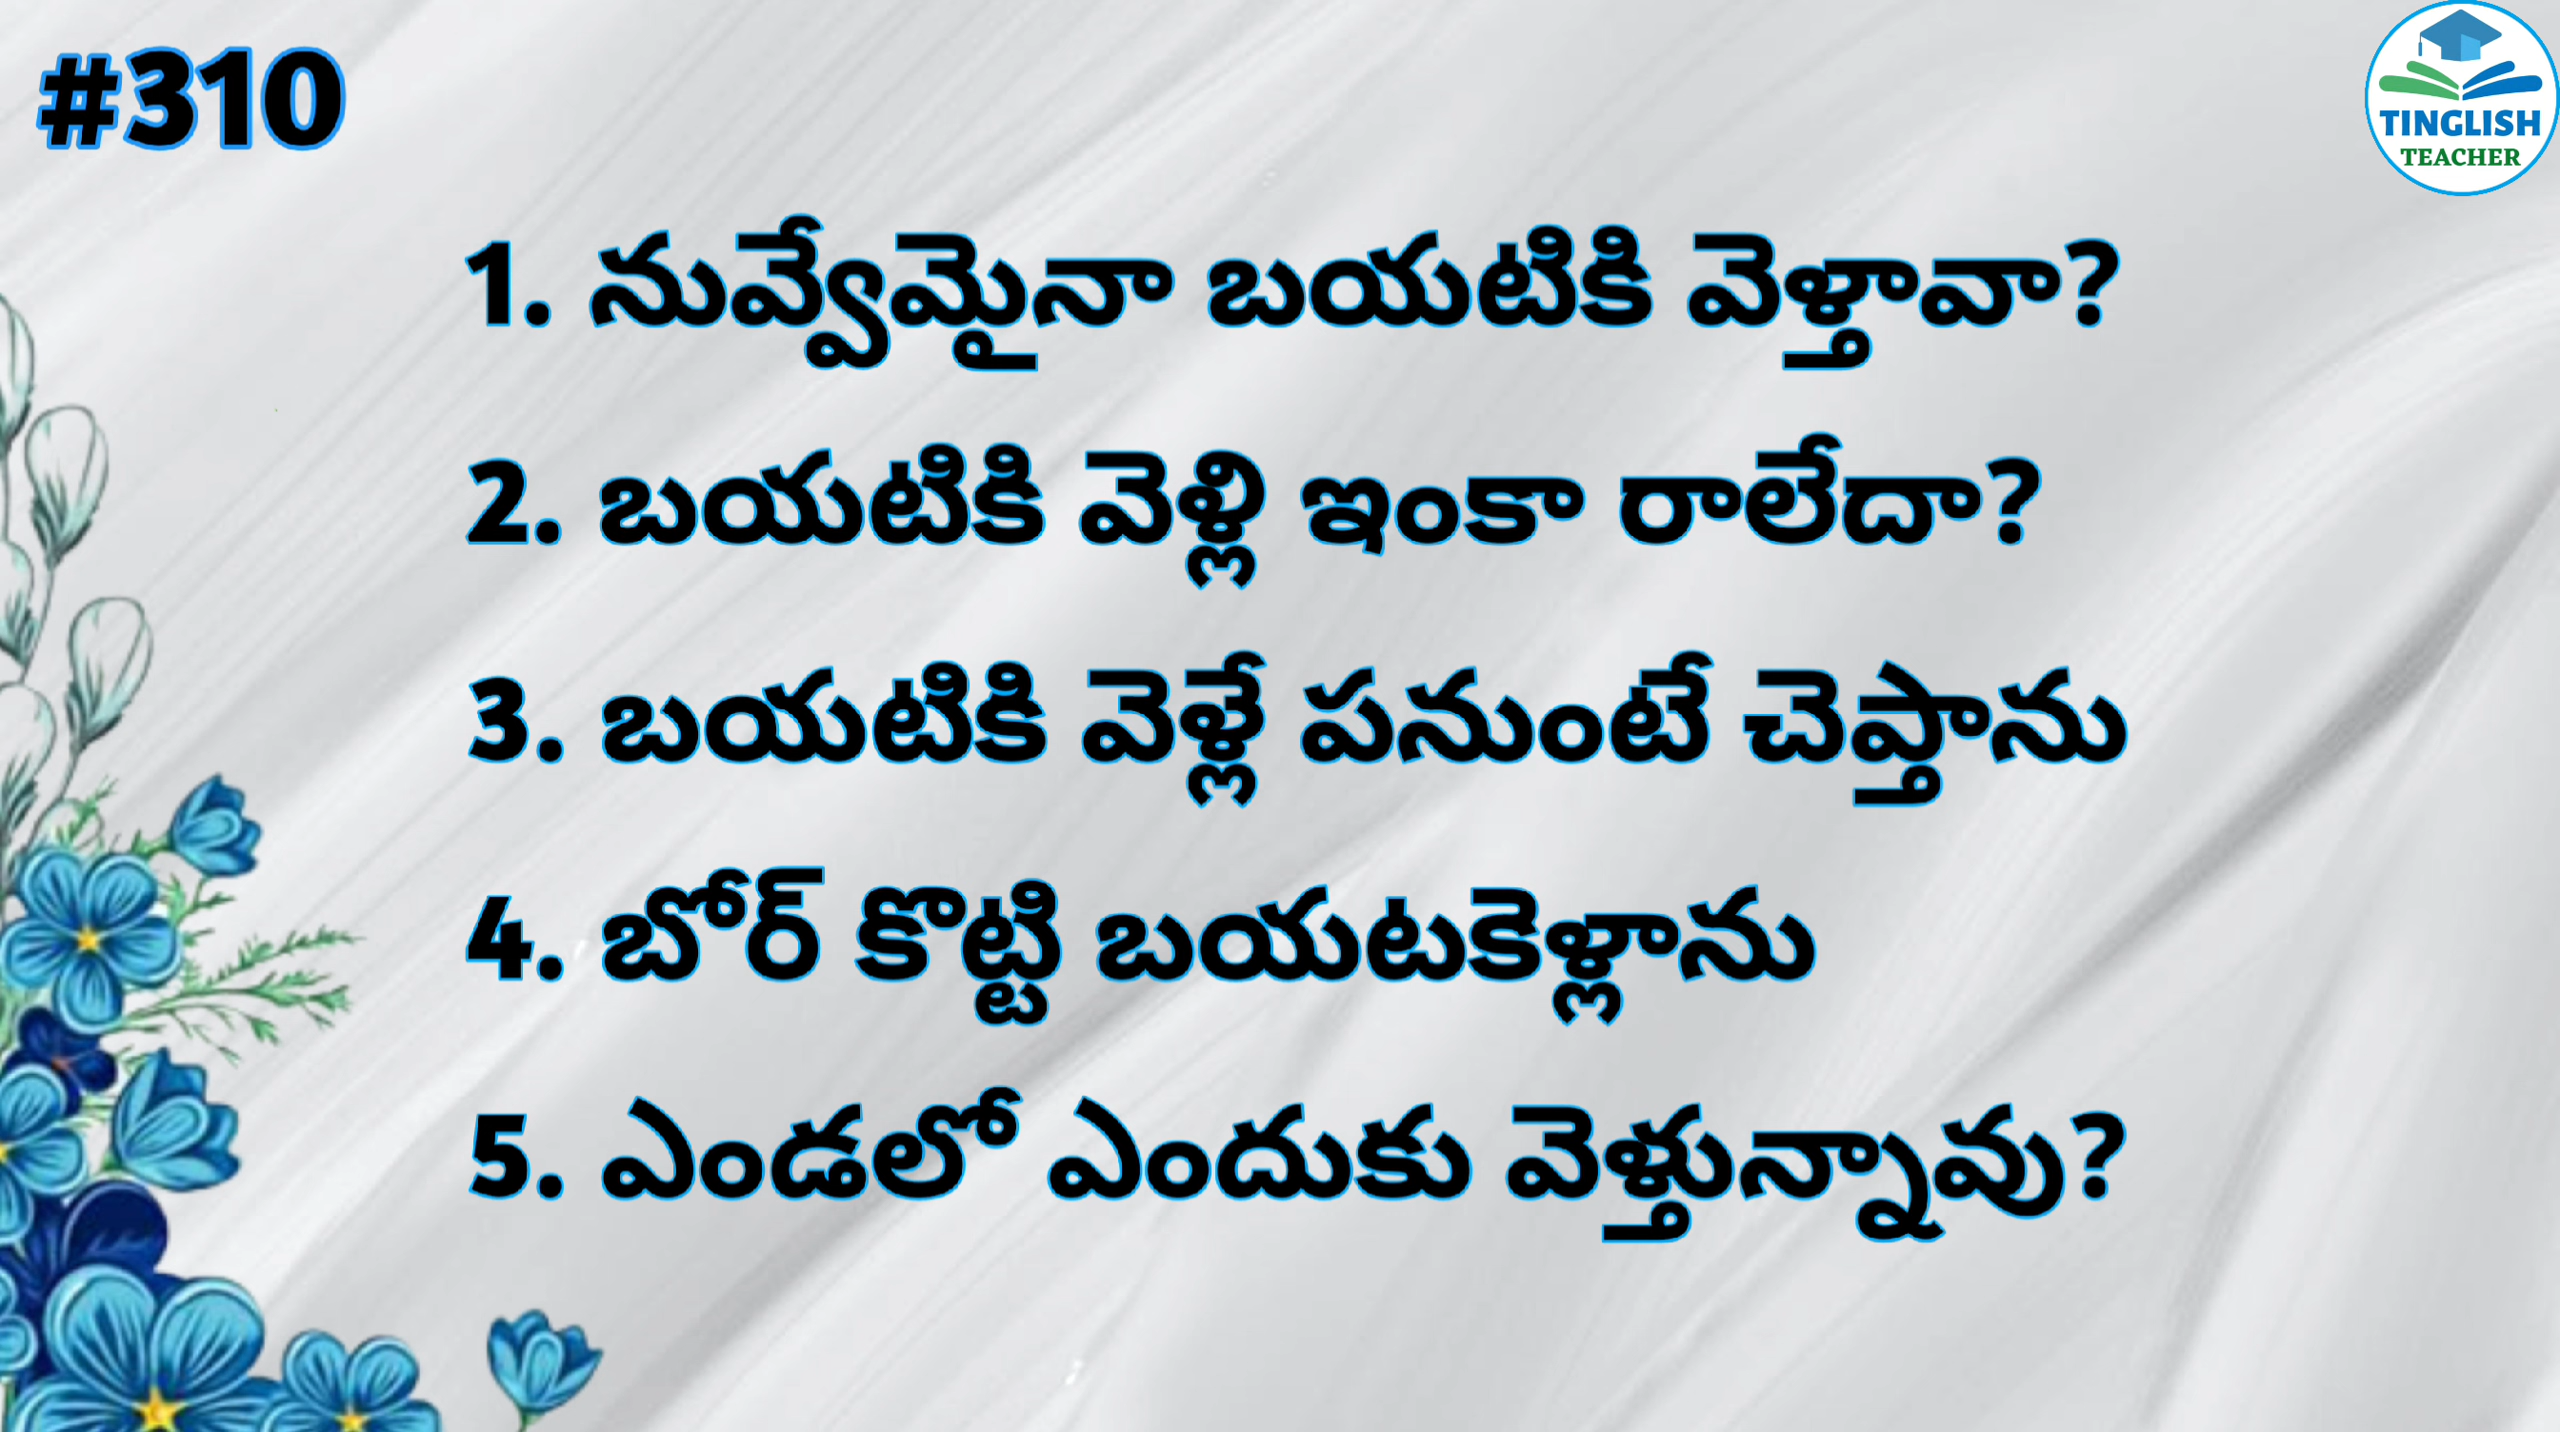 #310
TINGLISH
TEACHER
1. నువ్వేమైనా బయటికి వెళ్తావా?
2. బయటికి వెళ్లి ఇంకా రాలేదా?
3. బయటికి వెళ్లే పనుంటే చెప్తాను
4. బోర్ కొట్టి బయటకెళ్లాను
5. ఎండలో ఎందుకు వెళ్తున్నావు?